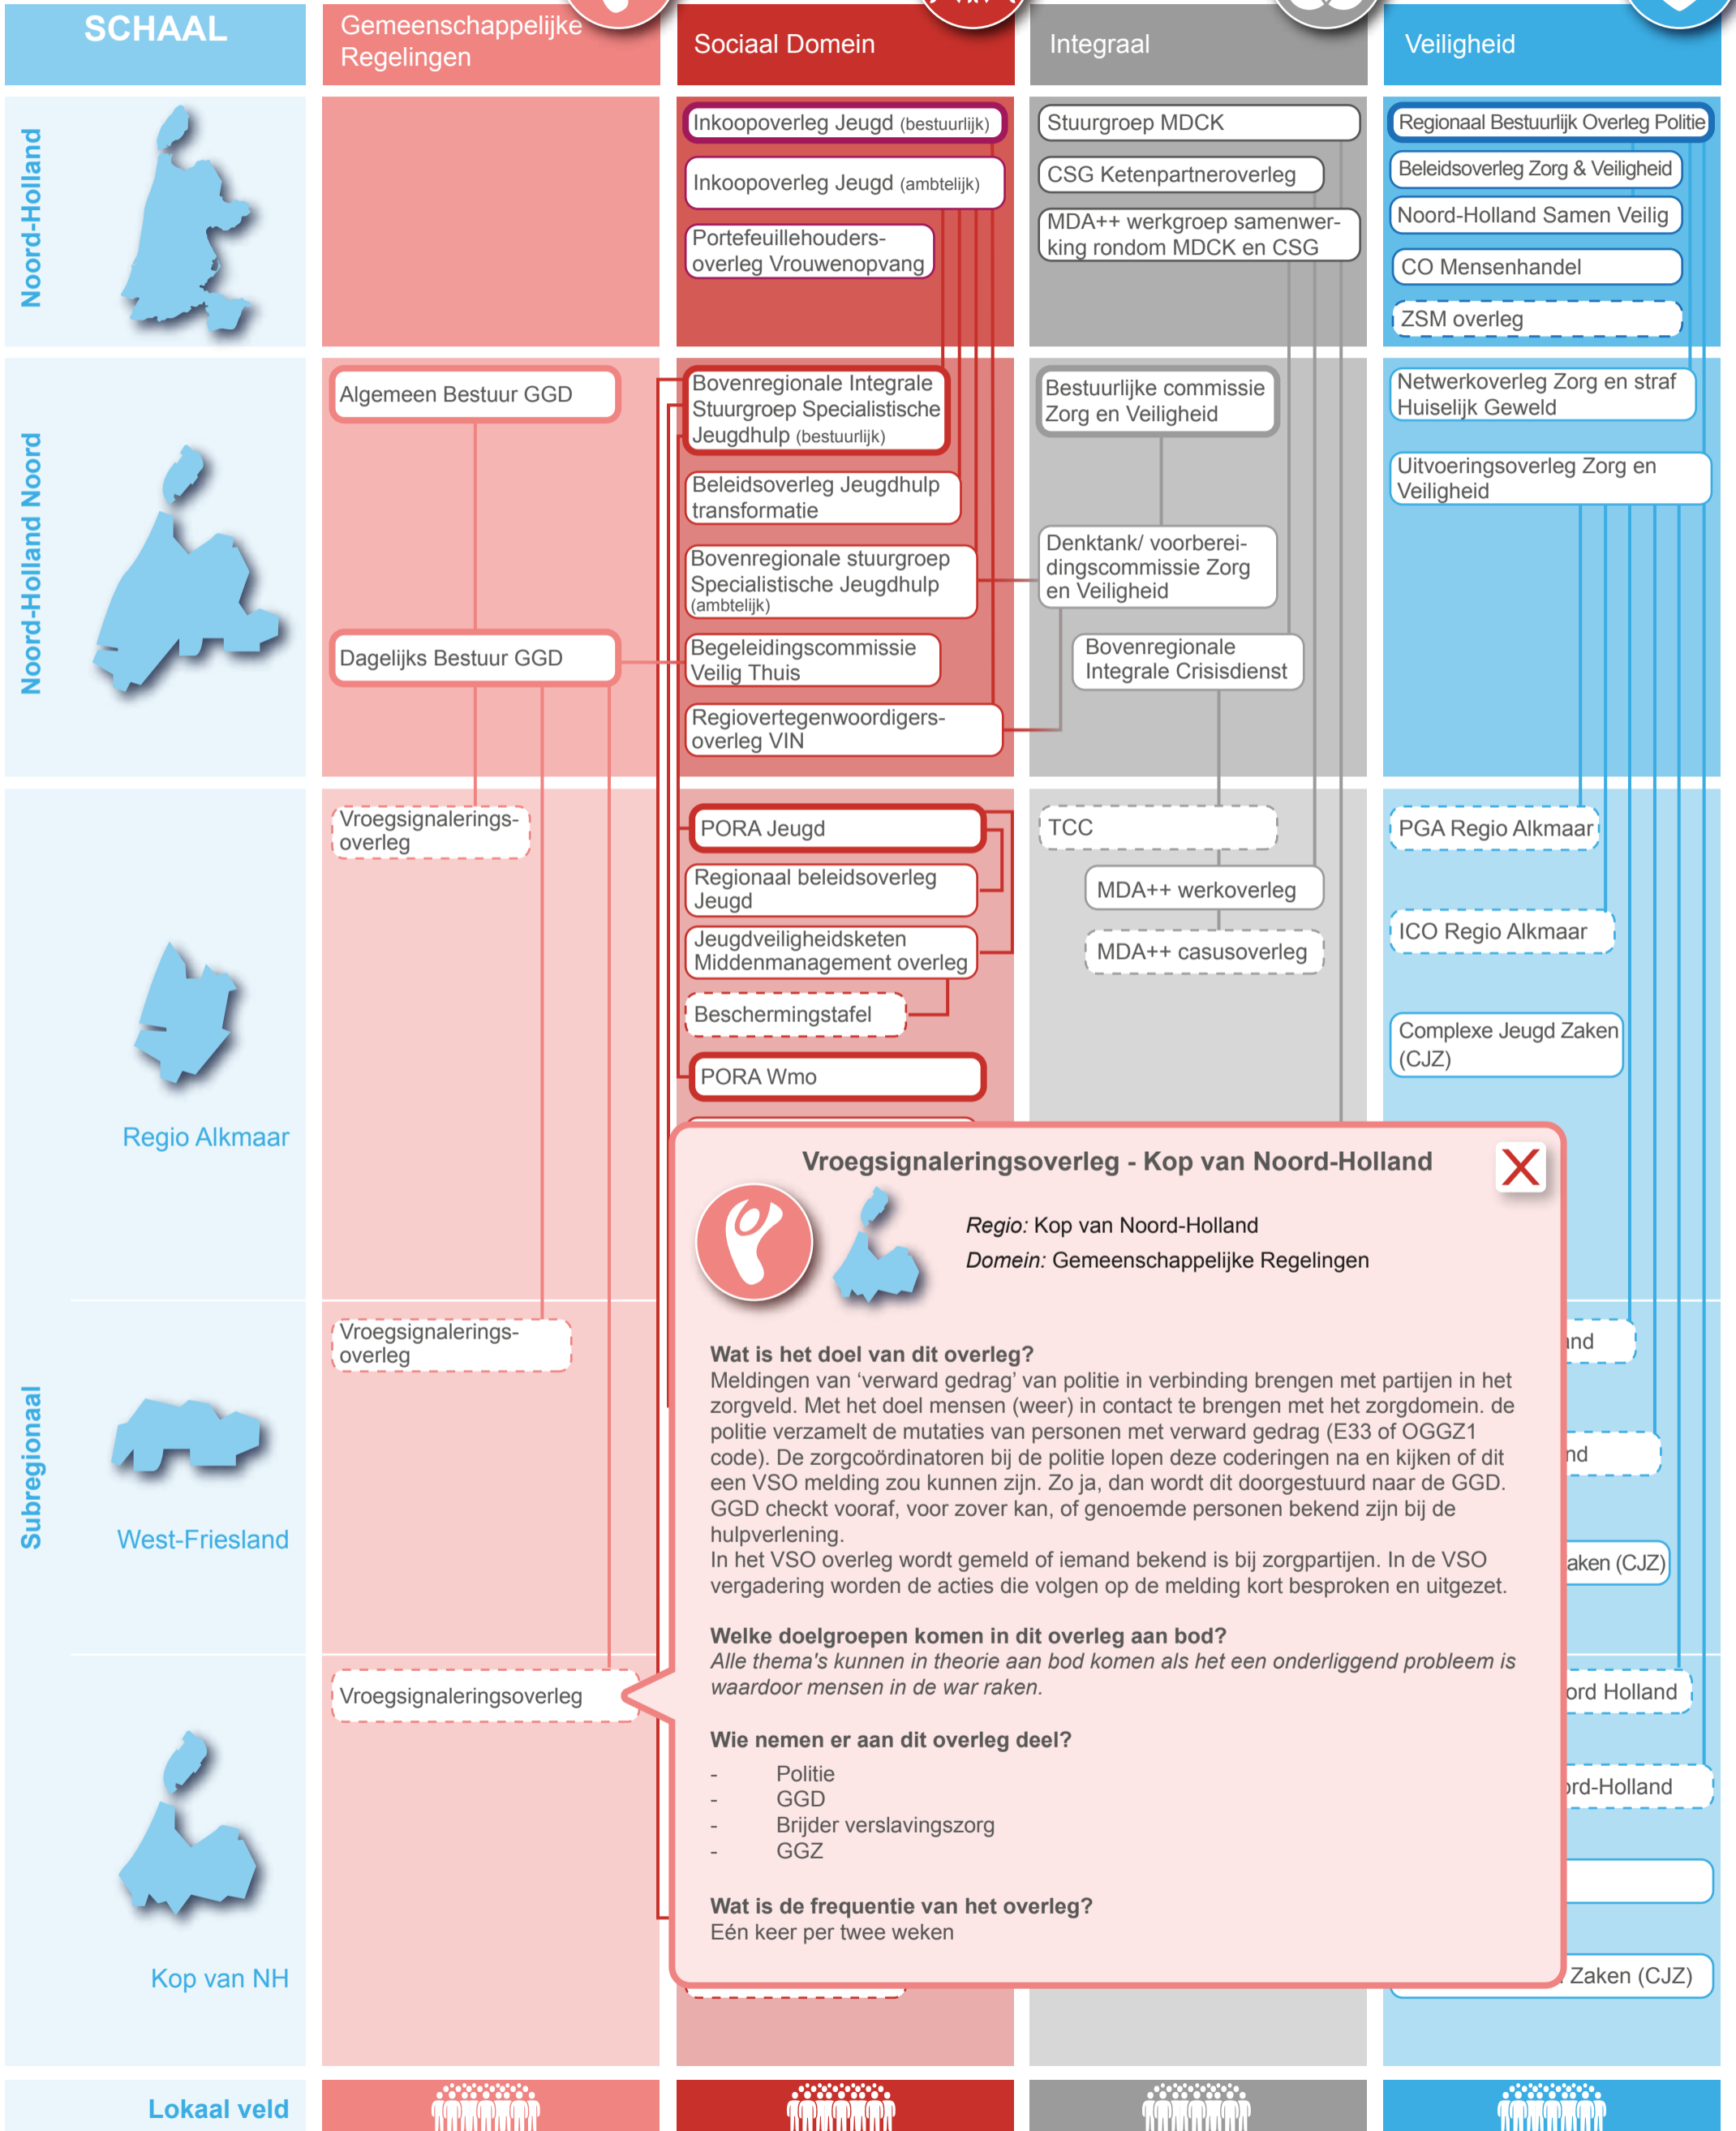 SCHAAL
Gemeenschappelijke
Regelingen
Sociaal Domein
Integraal
Veiligheid
Noord-Holland
Inkoopoverleg Jeugd (bestuurlijk)
Inkoopoverleg Jeugd (ambtelijk)
Portefeuillehouders-
overleg Vrouwenopvang
Stuurgroep MDCK
CSG Ketenpartneroverleg
MDA++ werkgroep samenwer-
king rondom MDCK en CSG
Regionaal Bestuurlijk Overleg Politie
Beleidsoverleg Zorg & Veiligheid
Noord-Holland Samen Veilig
CO Mensenhandel
ZSM overleg
Noord-Holland Noord
Algemeen Bestuur GGD
Dagelijks Bestuur GGD
Bovenregionale Integrale
Stuurgroep Specialistische
Jeugdhulp (bestuurlijk)
Beleidsoverleg Jeugdhulp
transformatie
Bovenregionale stuurgroep
Specialistische Jeugdhulp
(ambtelijk)
Begeleidingscommissie
Veilig Thuis
Regiovertegenwoordigers-
overleg VIN
Bestuurlijke commissie
Zorg en Veiligheid
Denktank/ voorberei-
dingscommissie Zorg
en Veiligheid
Bovenregionale
Integrale Crisisdienst
Netwerkoverleg Zorg en straf
Huiselijk Geweld
Uitvoeringsoverleg Zorg en
Veiligheid
Subregionaal
Regio Alkmaar
Vroegsignalerings-
overleg
PORA Jeugd
Regionaal beleidsoverleg
Jeugd
Jeugdveiligheidsketen
Middenmanagement overleg
Beschermingstafel
PORA Wmo
TCC
MDA++ werkoverleg
MDA++ casusoverleg
PGA Regio Alkmaar
ICO Regio Alkmaar
Complexe Jeugd Zaken
(CJZ)
West-Friesland
Vroegsignalerings-
overleg
and
nd
aken (CJZ)
Kop van NH
Vroegsignaleringsoverleg
ord Holland
ord-Holland
Zaken (CJZ)
Vroegsignaleringsoverleg - Kop van Noord-Holland
X
Regio: Kop van Noord-Holland
Domein: Gemeenschappelijke Regelingen
Wat is het doel van dit overleg?
Meldingen van ‘verward gedrag’ van politie in verbinding brengen met partijen in het
zorgveld. Met het doel mensen (weer) in contact te brengen met het zorgdomein. de
politie verzamelt de mutaties van personen met verward gedrag (E33 of OGGZ1
code). De zorgcoördinatoren bij de politie lopen deze coderingen na en kijken of dit
een VSO melding zou kunnen zijn. Zo ja, dan wordt dit doorgestuurd naar de GGD.
GGD checkt vooraf, voor zover kan, of genoemde personen bekend zijn bij de
hulpverlening.
In het VSO overleg wordt gemeld of iemand bekend is bij zorgpartijen. In de VSO
vergadering worden de acties die volgen op de melding kort besproken en uitgezet.
Welke doelgroepen komen in dit overleg aan bod?
Alle thema's kunnen in theorie aan bod komen als het een onderliggend probleem is
waardoor mensen in de war raken.
Wie nemen er aan dit overleg deel?
- Politie
- GGD
- Brijder verslavingszorg
- GGZ
Wat is de frequentie van het overleg?
Eén keer per twee weken
Lokaal veld